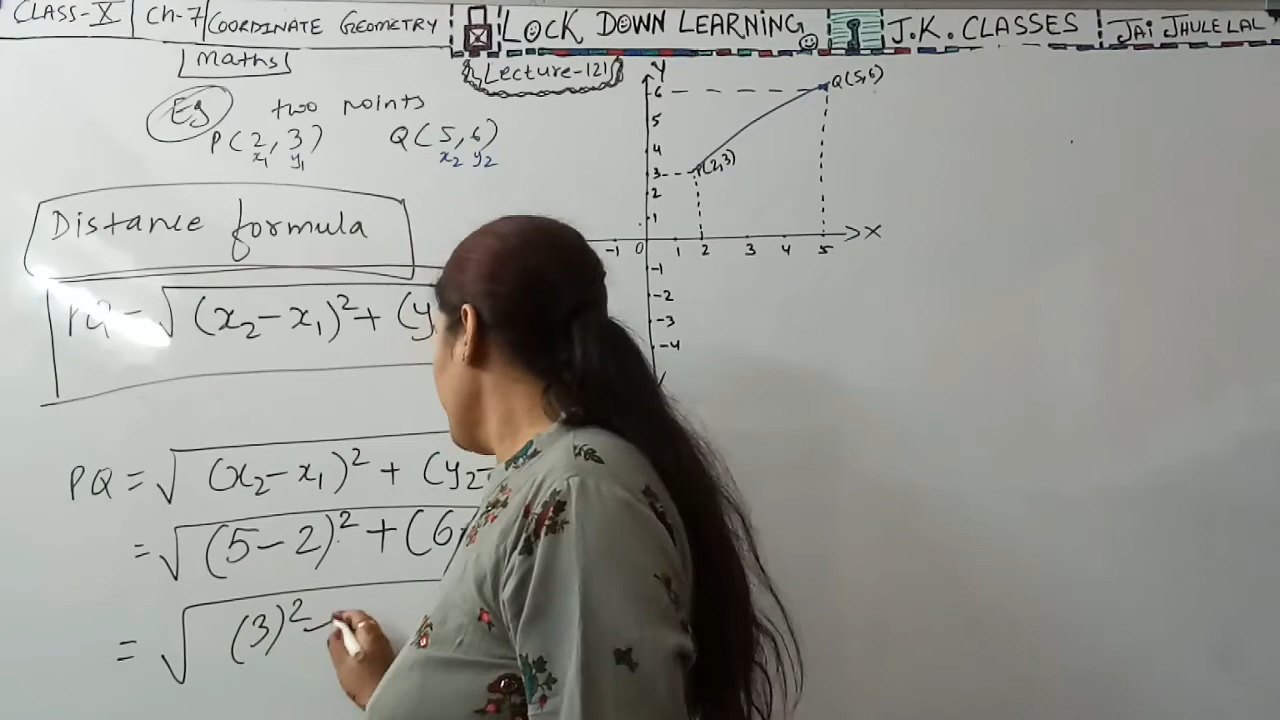 CLASS-X Ch-7 COORDINATE GEOMETRY LOCK DOWN LEARNING J.K. CLASSES JAI JHULELAL
Maths Lecture-121
Eg two points
P(2, 3) Q(5, 6)
x1 y1 x2 y2
Distance formula
PQ = √(x2-x1)²+(y
PQ = √(x2-x1)²+(y2-
= √(5-2)²+(6
= √(3)²
Y
Q(5,6)
6
5
4
3
P(2,3)
2
1
-1 0 1 2 3 4 5 X
-1
-2
-3
-4